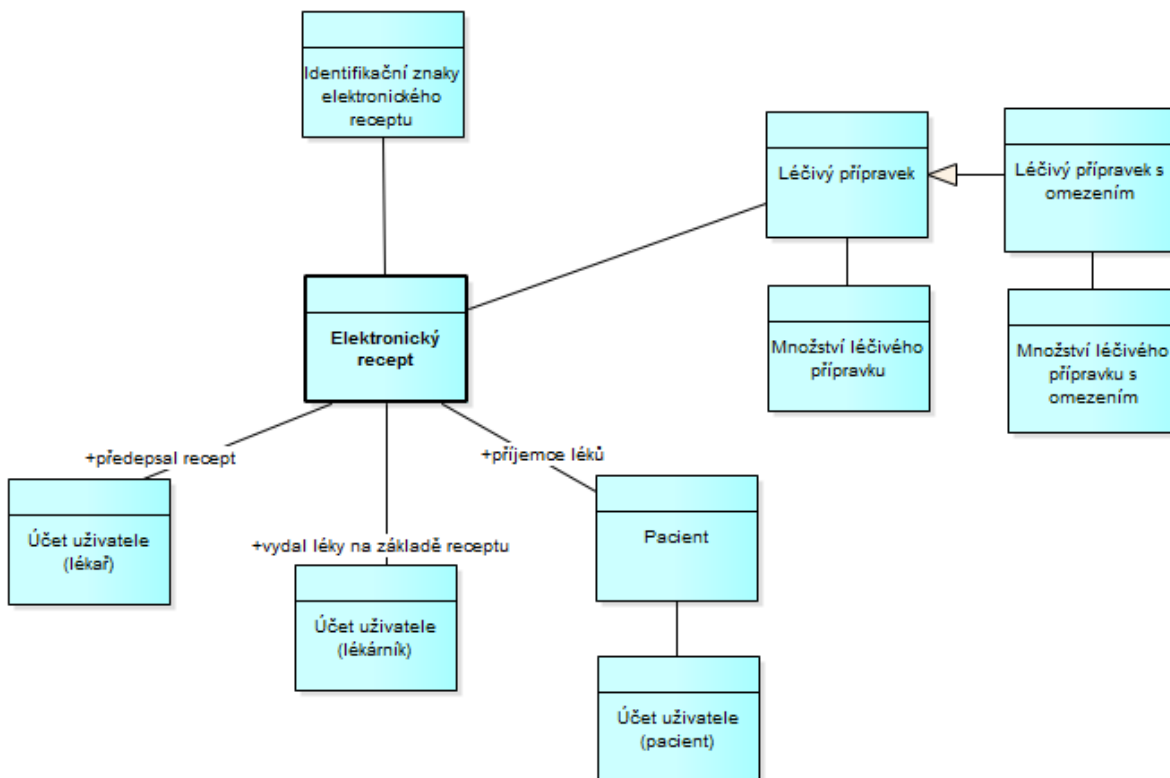 Identifikační znaky
elektronického
receptu
Léčivý přípravek
Léčivý přípravek s
omezením
Elektronický
recept
Množství léčivého
přípravku
Množství léčivého
přípravku s
omezením
+předepsal recept
+příjemce léků
Účet uživatele
(lékař)
+vydal léky na základě receptu
Pacient
Účet uživatele
(lékárník)
Účet uživatele
(pacient)